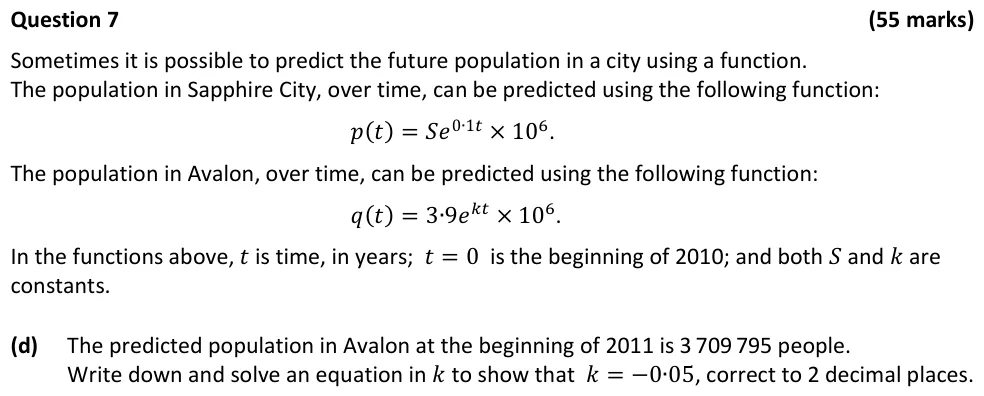 Question 7 (55 marks)
Sometimes it is possible to predict the future population in a city using a function.
The population in Sapphire City, over time, can be predicted using the following function:
p(t) = Se^{0·1t} × 10^6.
The population in Avalon, over time, can be predicted using the following function:
q(t) = 3·9e^{kt} × 10^6.
In the functions above, t is time, in years; t = 0 is the beginning of 2010; and both S and k are
constants.
(d) The predicted population in Avalon at the beginning of 2011 is 3 709 795 people.
Write down and solve an equation in k to show that k = −0·05, correct to 2 decimal places.